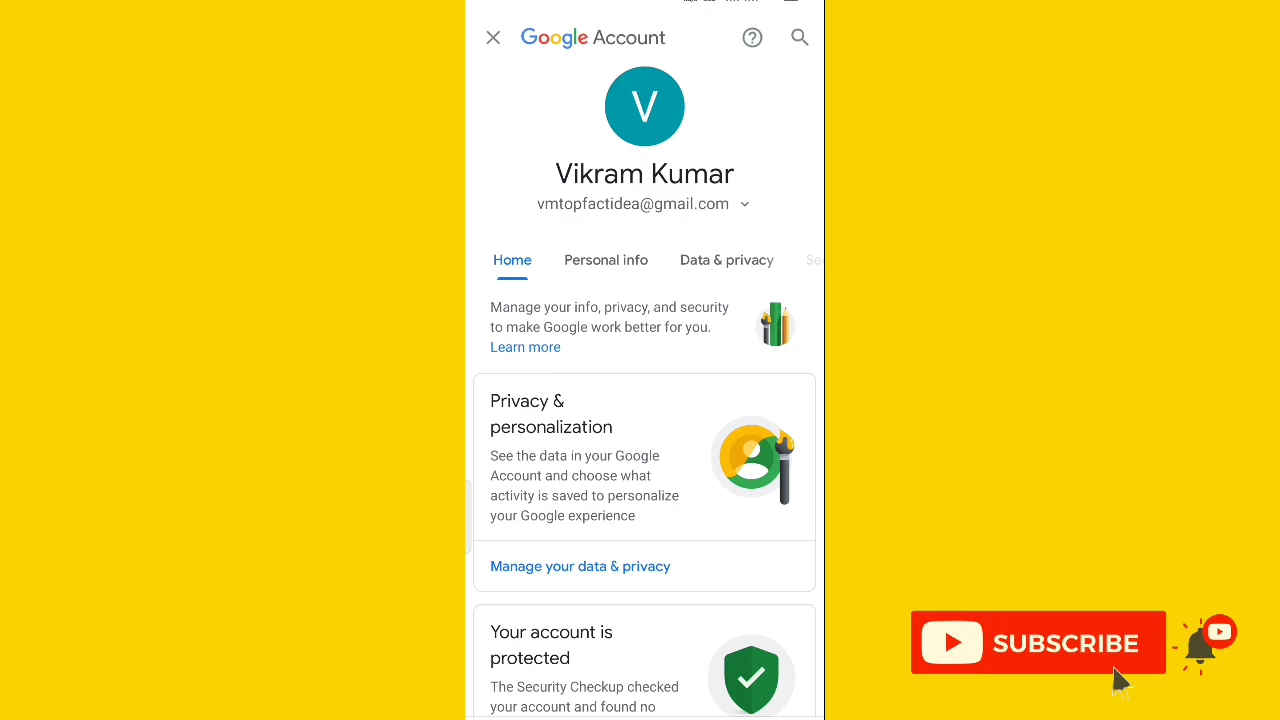 Google Account
V
Vikram Kumar
vmtopfactidea@gmail.com
Home Personal info Data & privacy
Manage your info, privacy, and security
to make Google work better for you.
Learn more
Privacy &
personalization
See the data in your Google
Account and choose what
activity is saved to personalize
your Google experience
Manage your data & privacy
Your account is
protected
The Security Checkup checked
your account and found no
SUBSCRIBE